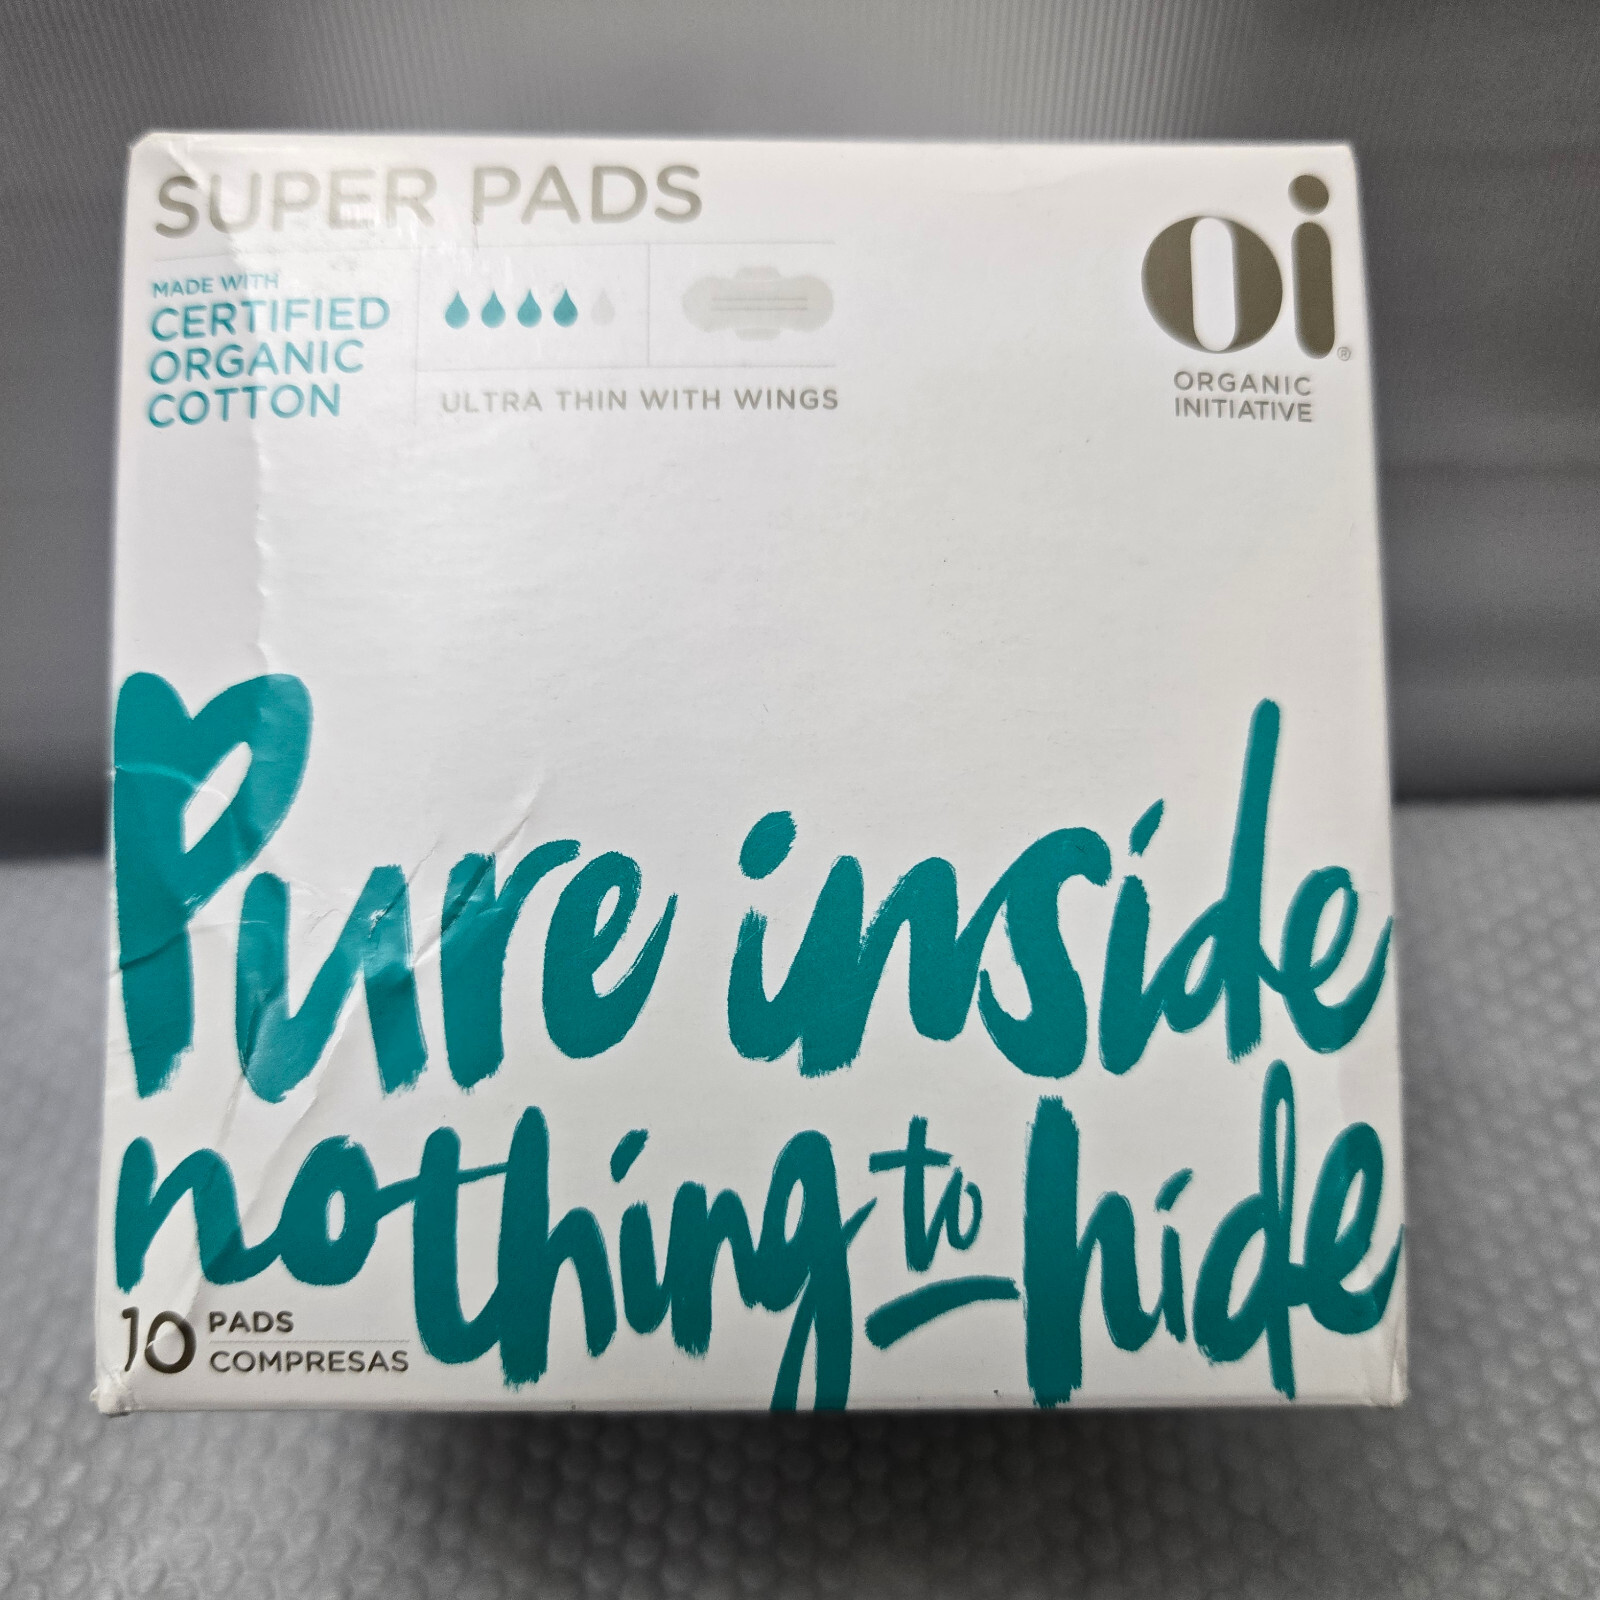 SUPER PADS
MADE WITH
CERTIFIED
ORGANIC
COTTON
ULTRA THIN WITH WINGS
oi®
ORGANIC
INITIATIVE
Pure inside
nothing to hide
10 PADS
COMPRESAS